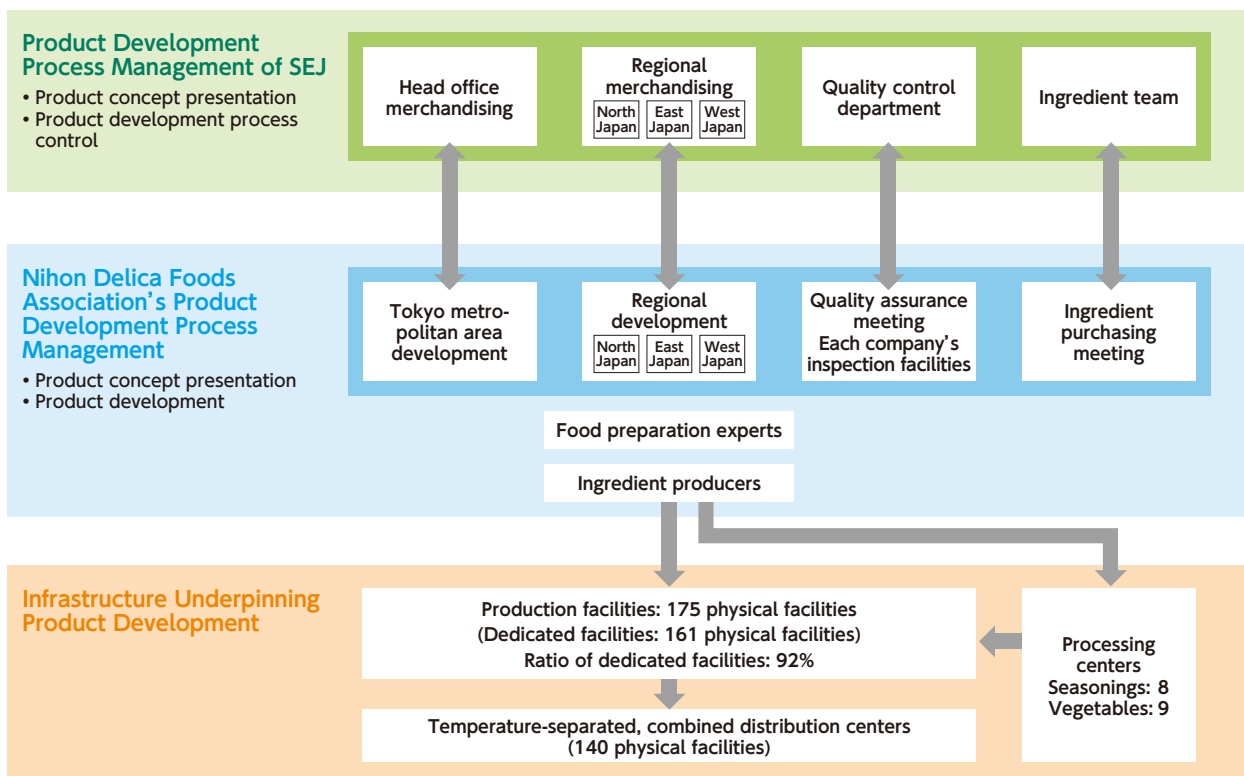 Product Development
Process Management of SEJ
• Product concept presentation
• Product development process
control
Head office
merchandising
Regional
merchandising
North
Japan
East
Japan
West
Japan
Quality control
department
Ingredient team
Nihon Delica Foods
Association’s Product
Development Process
Management
• Product concept presentation
• Product development
Tokyo metro-
politan area
development
Regional
development
North
Japan
East
Japan
West
Japan
Quality assurance
meeting
Each company’s
inspection facilities
Ingredient
purchasing
meeting
Food preparation experts
Ingredient producers
Infrastructure Underpinning
Product Development
Production facilities: 175 physical facilities
(Dedicated facilities: 161 physical facilities)
Ratio of dedicated facilities: 92%
Processing
centers
Seasonings: 8
Vegetables: 9
Temperature-separated, combined distribution centers
(140 physical facilities)